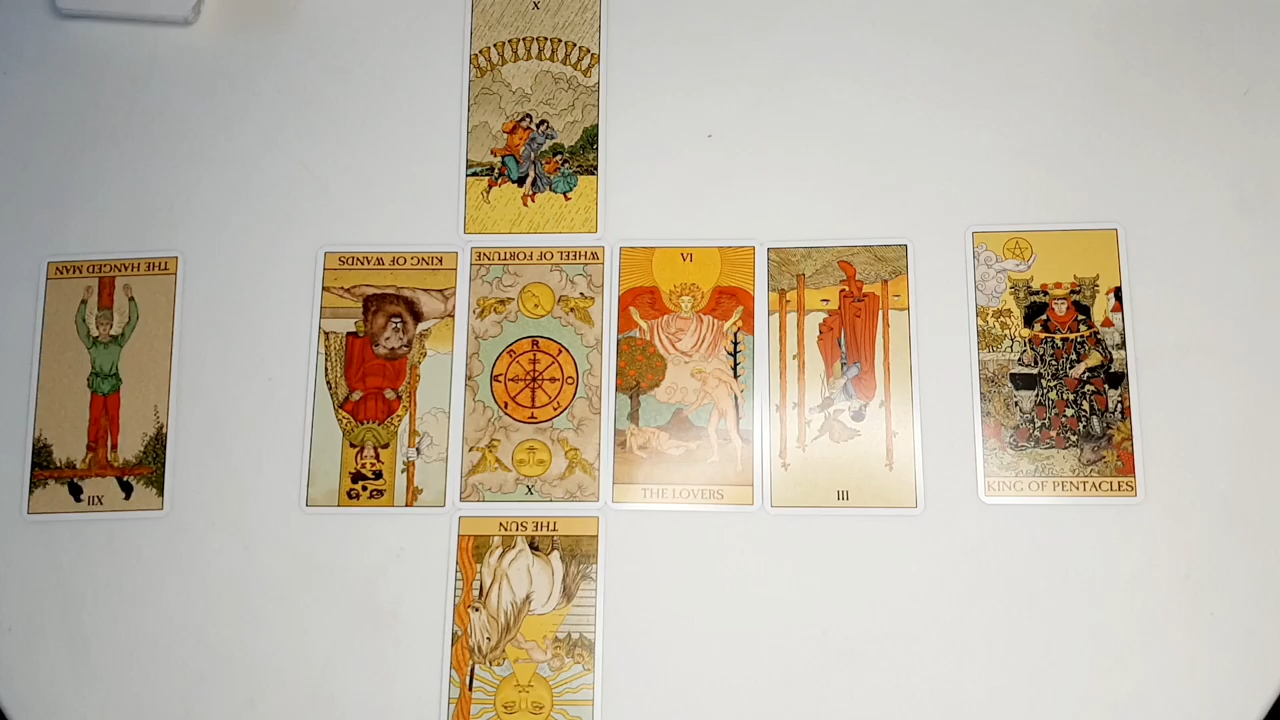 X
THE HANGED MAN
XII
KING OF WANDS
WHEEL OF FORTUNE
X
VI
THE LOVERS
III
KING OF PENTACLES
THE SUN